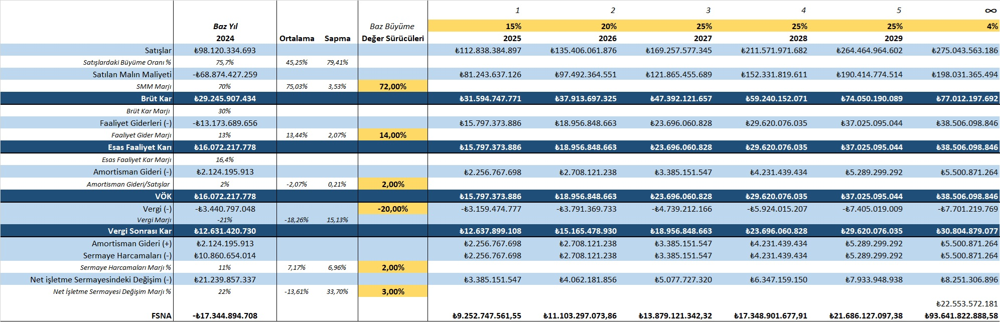 1 2 3 4 5 ∞
Baz Yıl Baz Büyüme 15% 20% 25% 25% 25% 4%
2024 Ortalama Sapma Değer Sürücüleri 2025 2026 2027 2028 2029
Satışlar ₺98.120.334.693 ₺112.838.384.897 ₺135.406.061.876 ₺169.257.577.345 ₺211.571.971.682 ₺264.464.964.602 ₺275.043.563.186
Satışlardaki Büyüme Oranı % 75,7% 45,25% 79,41%
Satılan Malın Maliyeti -₺68.874.427.259 ₺81.243.637.126 ₺97.492.364.551 ₺121.865.455.689 ₺152.331.819.611 ₺190.414.774.514 ₺198.031.365.494
SMM Marjı 70% 75,03% 3,53% 72,00%
Brüt Kar ₺29.245.907.434 ₺31.594.747.771 ₺37.913.697.325 ₺47.392.121.657 ₺59.240.152.071 ₺74.050.190.089 ₺77.012.197.692
Brüt Kar Marjı 30%
Faaliyet Giderleri (-) -₺13.173.689.656 ₺15.797.373.886 ₺18.956.848.663 ₺23.696.060.828 ₺29.620.076.035 ₺37.025.095.044 ₺38.506.098.846
Faaliyet Gider Marjı 13% 13,44% 2,07% 14,00%
Esas Faaliyet Karı ₺16.072.217.778 ₺15.797.373.886 ₺18.956.848.663 ₺23.696.060.828 ₺29.620.076.035 ₺37.025.095.044 ₺38.506.098.846
Esas Faaliyet Kar Marjı 16,4%
Amortisman Gideri (-) ₺2.124.195.913 ₺2.256.767.698 ₺2.708.121.238 ₺3.385.151.547 ₺4.231.439.434 ₺5.289.299.292 ₺5.500.871.264
Amortisman Gideri/Satışlar 2% -2,07% 0,21% 2,00%
VÖK ₺16.072.217.778 ₺15.797.373.886 ₺18.956.848.663 ₺23.696.060.828 ₺29.620.076.035 ₺37.025.095.044 ₺38.506.098.846
Vergi (-) -₺3.440.797.048 -20,00% -₺3.159.474.777 -₺3.791.369.733 -₺4.739.212.166 -₺5.924.015.207 -₺7.405.019.009 -₺7.701.219.769
Vergi Marjı -21% -18,26% 15,13%
Vergi Sonrası Kar ₺12.631.420.730 ₺12.637.899.108 ₺15.165.478.930 ₺18.956.848.663 ₺23.696.060.828 ₺29.620.076.035 ₺30.804.879.077
Amortisman Gideri (+) ₺2.124.195.913 ₺2.256.767.698 ₺2.708.121.238 ₺3.385.151.547 ₺4.231.439.434 ₺5.289.299.292 ₺5.500.871.264
Sermaye Harcamaları (-) ₺10.860.654.014 ₺2.256.767.698 ₺2.708.121.238 ₺3.385.151.547 ₺4.231.439.434 ₺5.289.299.292 ₺5.500.871.264
Sermaye Harcamaları Marjı % 11% 7,17% 6,96% 2,00%
Net işletme Sermayesindeki Değişim (-) ₺21.239.857.337 ₺3.385.151.547 ₺4.062.181.856 ₺5.077.727.320 ₺6.347.159.150 ₺7.933.948.938 ₺8.251.306.896
Net İşletme Sermayesi Değişim Marjı % 22% -13,61% 33,70% 3,00%
₺22.553.572.181
FSNA -₺17.344.894.708 ₺9.252.747.561,55 ₺11.103.297.073,86 ₺13.879.121.342,32 ₺17.348.901.677,91 ₺21.686.127.097,38 ₺93.641.822.888,58